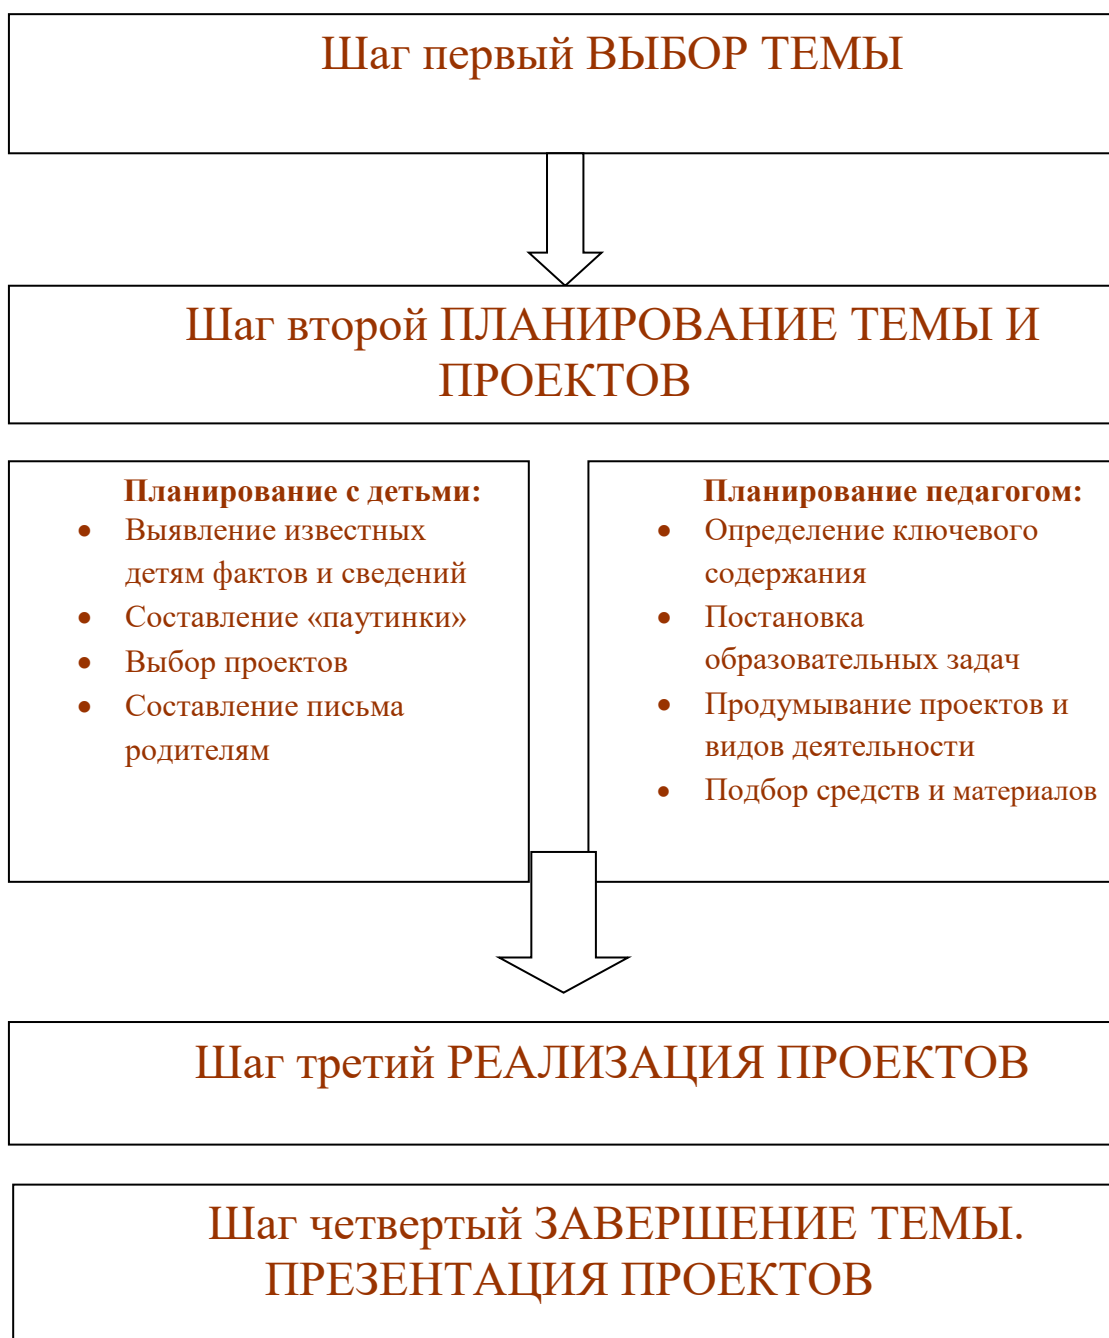 Шаг первый ВЫБОР ТЕМЫ
Шаг второй ПЛАНИРОВАНИЕ ТЕМЫ И
ПРОЕКТОВ
Планирование с детьми:
• Выявление известных
детям фактов и сведений
• Составление «паутинки»
• Выбор проектов
• Составление письма
родителям
Планирование педагогом:
• Определение ключевого
содержания
• Постановка
образовательных задач
• Продумывание проектов и
видов деятельности
• Подбор средств и материалов
Шаг третий РЕАЛИЗАЦИЯ ПРОЕКТОВ
Шаг четвертый ЗАВЕРШЕНИЕ ТЕМЫ.
ПРЕЗЕНТАЦИЯ ПРОЕКТОВ